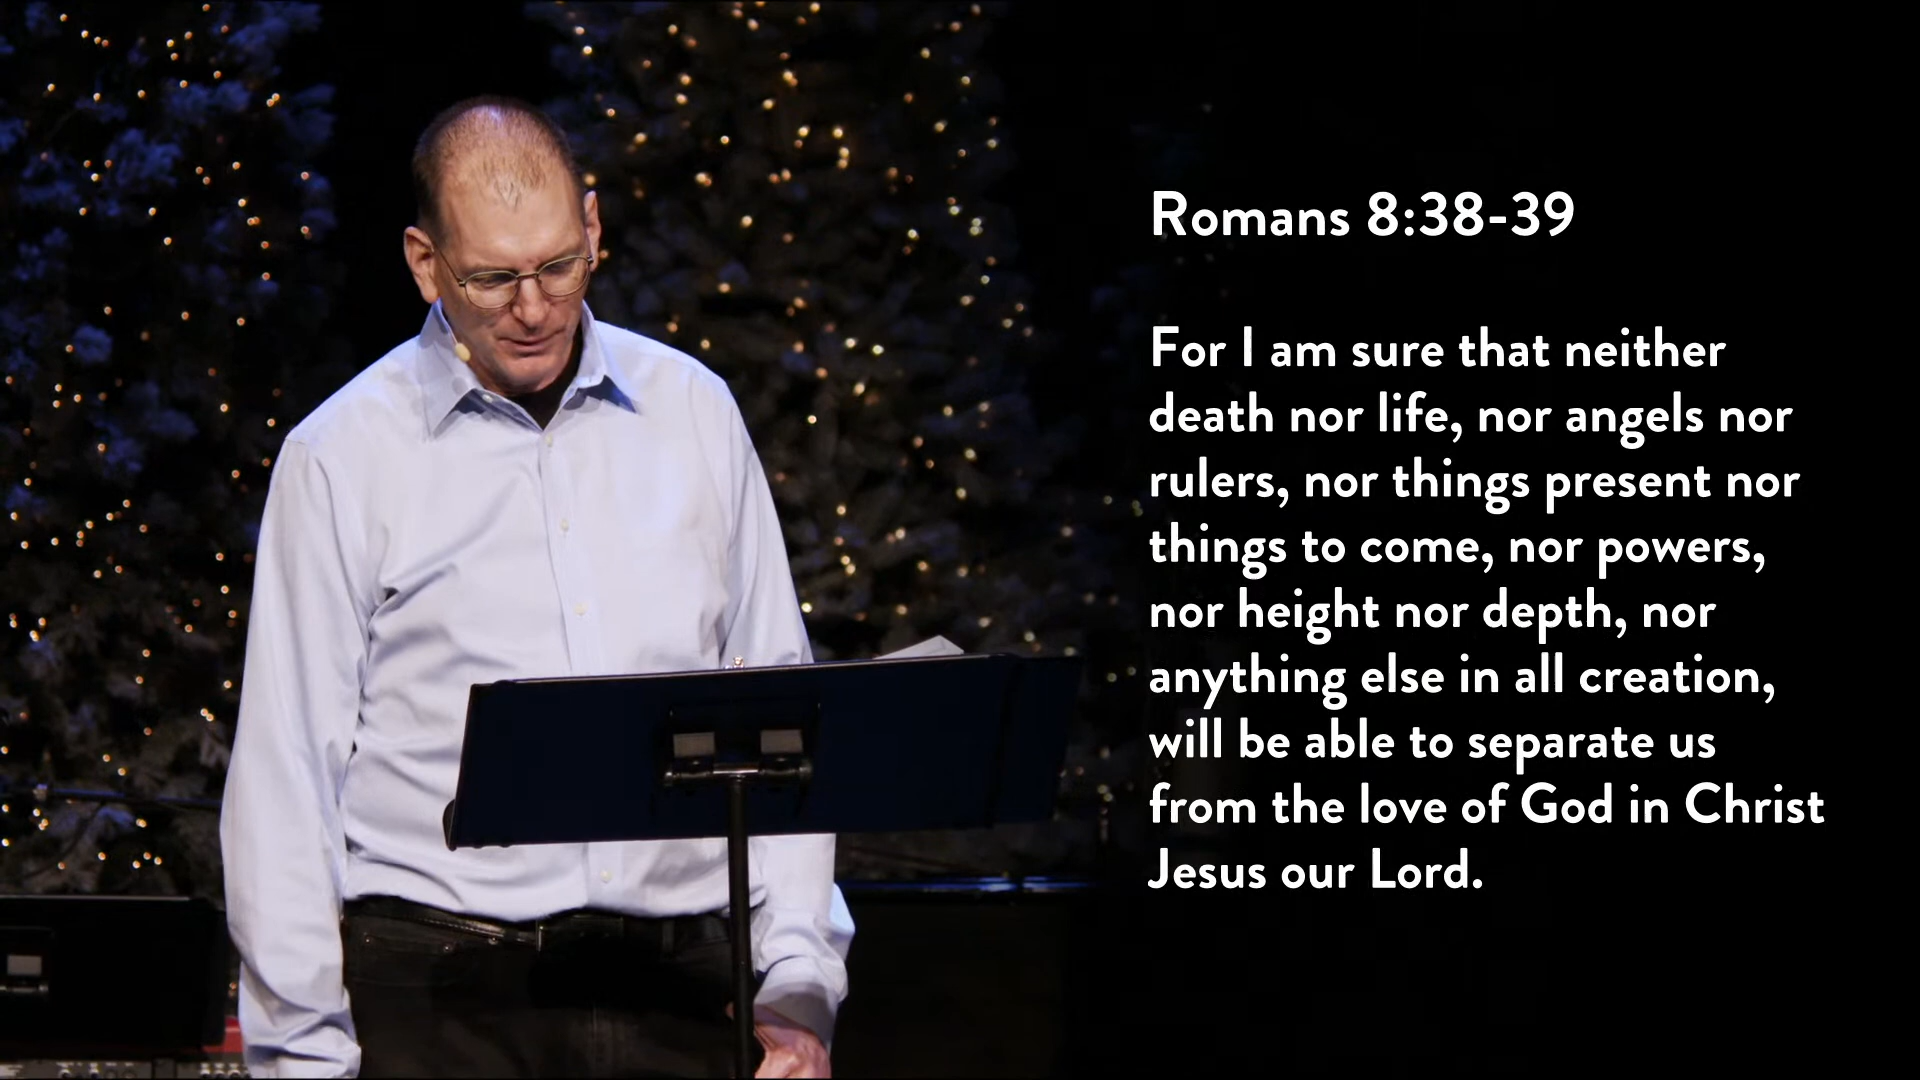 Romans 8:38-39
For I am sure that neither
death nor life, nor angels nor
rulers, nor things present nor
things to come, nor powers,
nor height nor depth, nor
anything else in all creation,
will be able to separate us
from the love of God in Christ
Jesus our Lord.